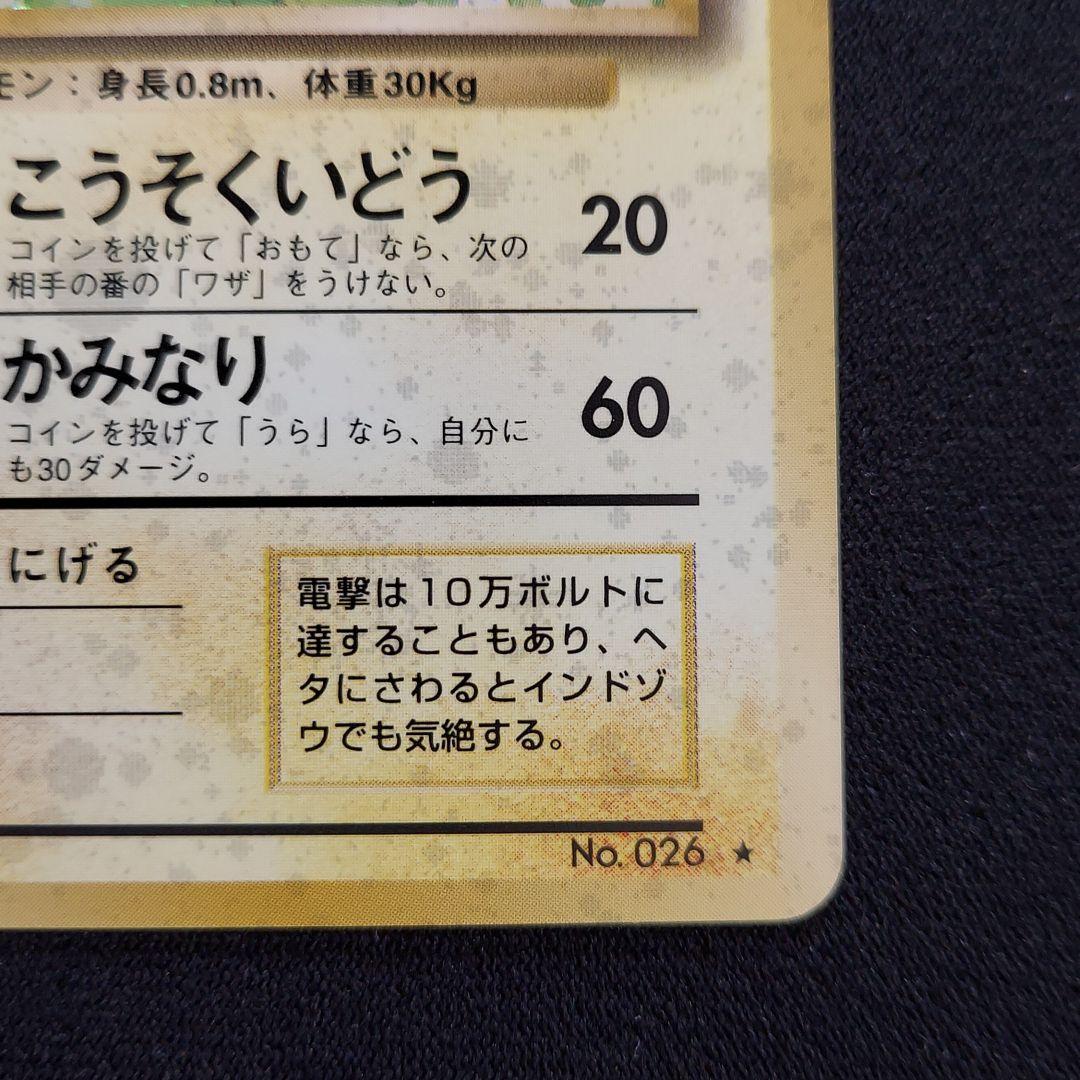 モン：身長0.8m、体重30Kg
こうそくいどう
20
コインを投げて「おもて」なら、次の
相手の番の「ワザ」をうけない。
かみなり
60
コインを投げて「うら」なら、自分に
も30ダメージ。
にげる
電撃は10万ボルトに
達することもあり、ヘ
タにさわるとインドゾ
ウでも気絶する。
No. 026 ★